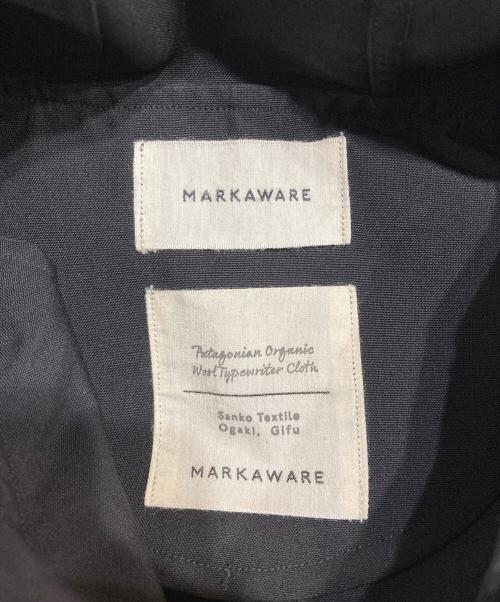 MARKAWARE
Patagonian Organic
Wool Typewriter Cloth
Sanko Textile
Ogaki, Gifu
MARKAWARE